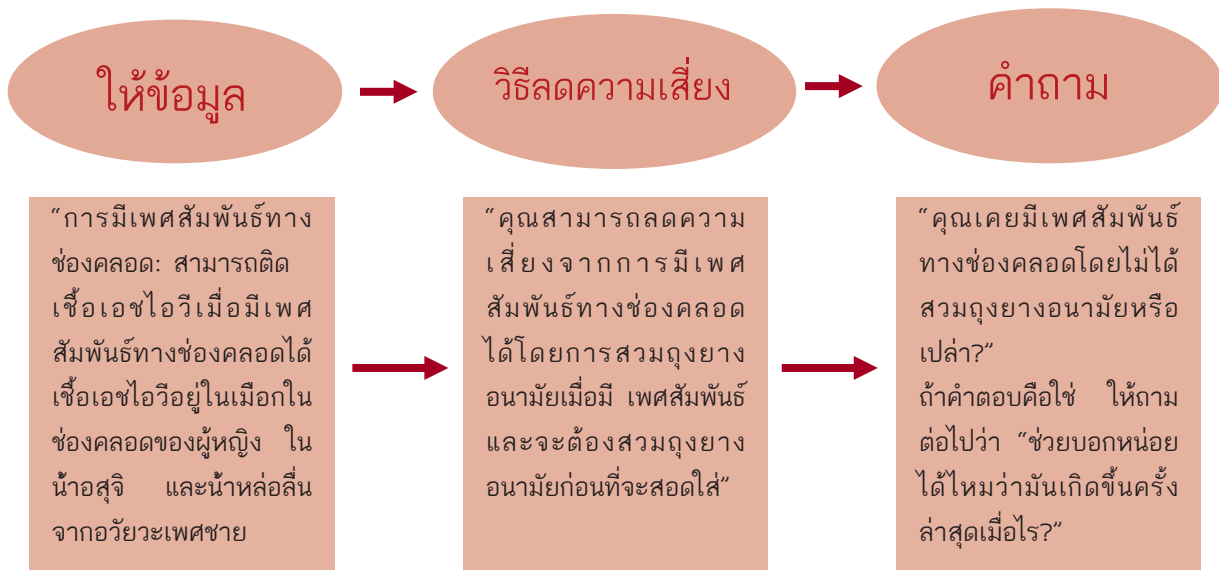 ให้ข้อมูล
วิธีลดความเสี่ยง
คำถาม
“การมีเพศสัมพันธ์ทาง
ช่องคลอด: สามารถติด
เชื้อเอชไอวีเมื่อมีเพศ
สัมพันธ์ทางช่องคลอดได้
เชื้อเอชไอวีอยู่ในเมือกใน
ช่องคลอดของผู้หญิง ใน
น้ำอสุจิ และน้ำหล่อลื่น
จากอวัยวะเพศชาย
“คุณสามารถลดความ
เสี่ยงจากการมีเพศ
สัมพันธ์ทางช่องคลอด
ได้โดยการสวมถุงยาง
อนามัยเมื่อมี เพศสัมพันธ์
และจะต้องสวมถุงยาง
อนามัยก่อนที่จะสอดใส่”
“คุณเคยมีเพศสัมพันธ์
ทางช่องคลอดโดยไม่ได้
สวมถุงยางอนามัยหรือ
เปล่า?”
ถ้าคำตอบคือใช่ ให้ถาม
ต่อไปว่า “ช่วยบอกหน่อย
ได้ไหมว่ามันเกิดขึ้นครั้ง
ล่าสุดเมื่อไร?”